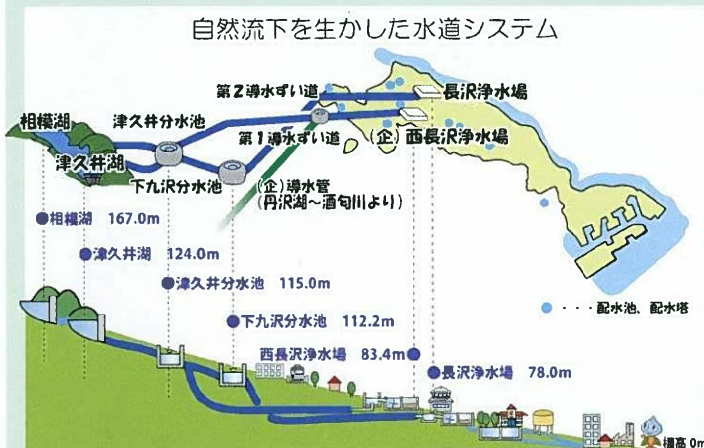 自然流下を生かした水道システム
第2導水ずい道
長沢浄水場
相模湖
津久井分水池
第1導水ずい道
(企)西長沢浄水場
津久井湖
下九沢分水池
(企)導水管
(丹沢湖～酒匂川より)
相模湖 167.0m
津久井湖 124.0m
津久井分水池 115.0m
・・・配水池、配水塔
下九沢分水池 112.2m
西長沢浄水場 83.4m
長沢浄水場 78.0m
標高 0m